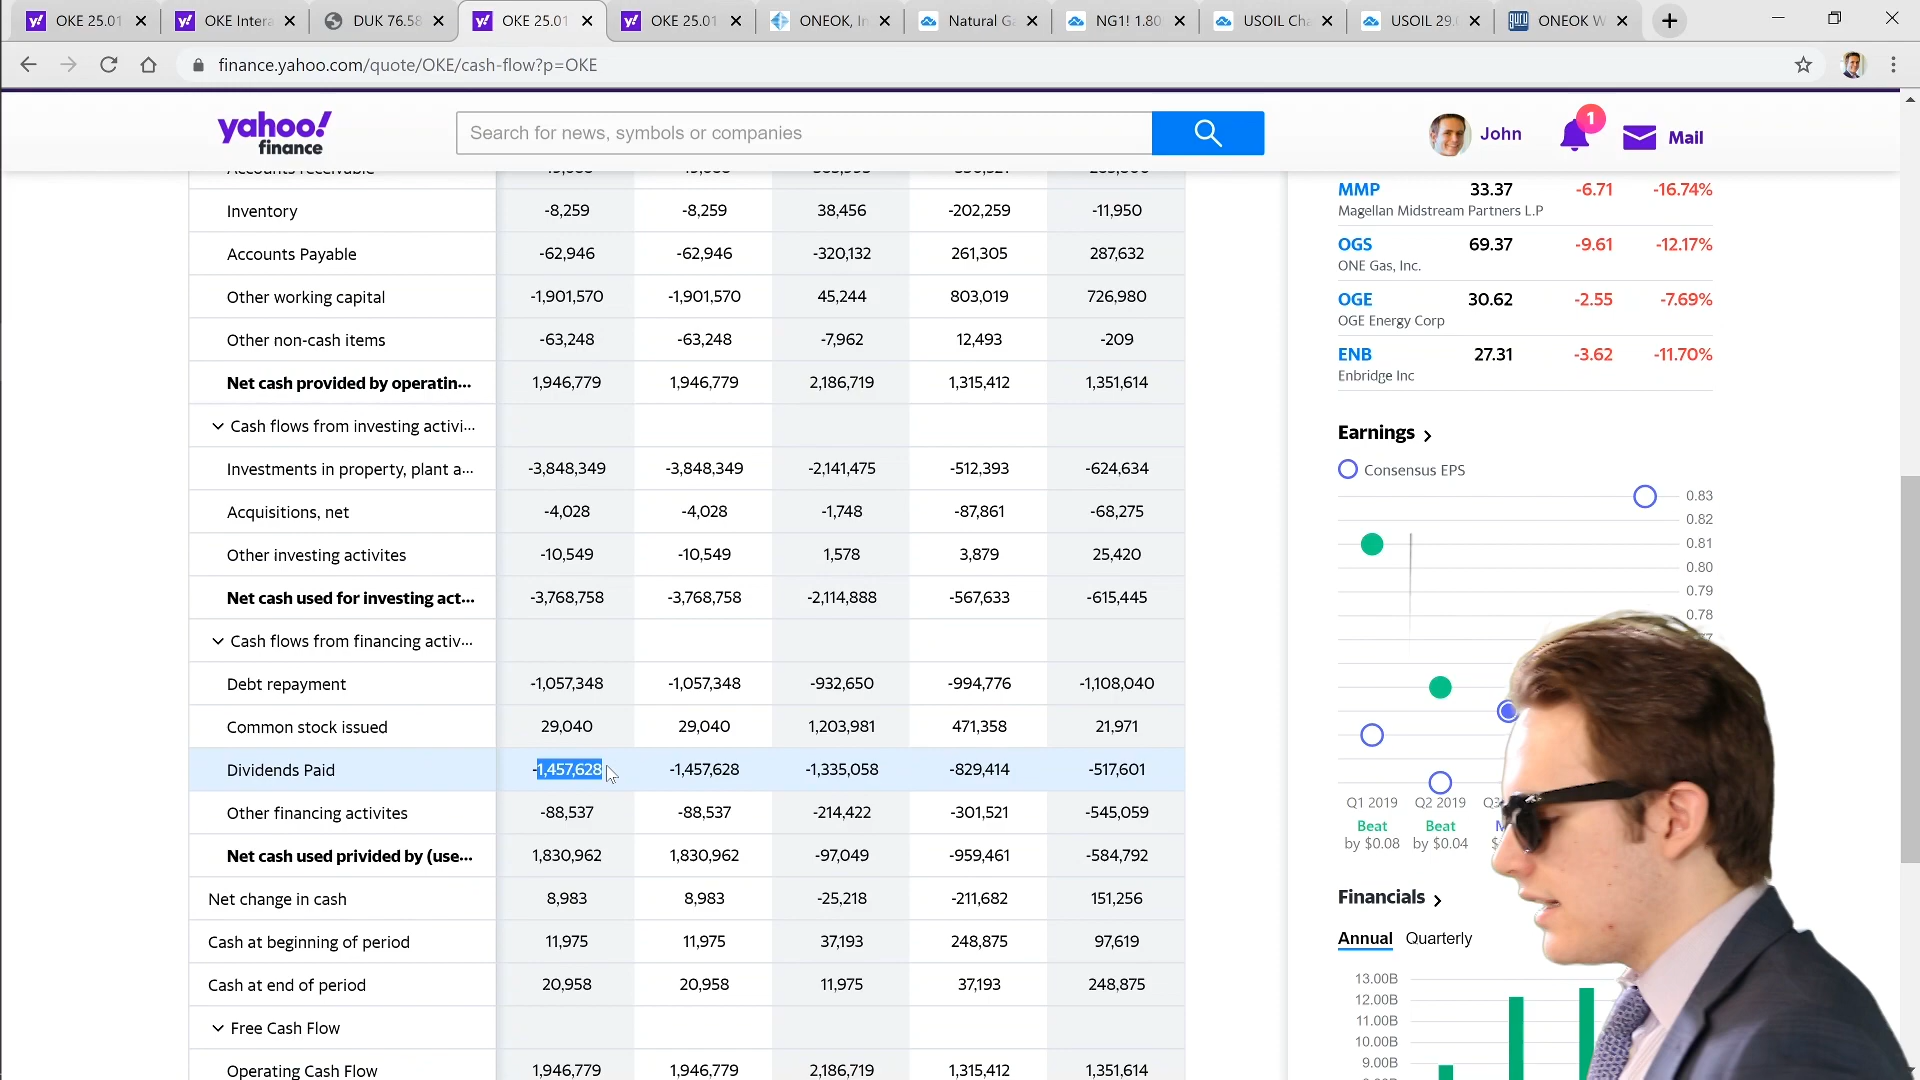 OKE 25.01
OKE Intera
DUK 76.58
OKE 25.01
OKE 25.01
ONEOK, In
Natural Ga
NG1! 1.80
USOIL Cha
USOIL 29.0
guru
ONEOK W
finance.yahoo.com/quote/OKE/cash-flow?p=OKE
yahoo!
finance
Search for news, symbols or companies
John
1
Mail
Accounts receivable
Inventory -8,259 -8,259 38,456 -202,259 -11,950
Accounts Payable -62,946 -62,946 -320,132 261,305 287,632
Other working capital -1,901,570 -1,901,570 45,244 803,019 726,980
Other non-cash items -63,248 -63,248 -7,962 12,493 -209
Net cash provided by operatin... 1,946,779 1,946,779 2,186,719 1,315,412 1,351,614
Cash flows from investing activi...
Investments in property, plant a... -3,848,349 -3,848,349 -2,141,475 -512,393 -624,634
Acquisitions, net -4,028 -4,028 -1,748 -87,861 -68,275
Other investing activites -10,549 -10,549 1,578 3,879 25,420
Net cash used for investing act... -3,768,758 -3,768,758 -2,114,888 -567,633 -615,445
Cash flows from financing activ...
Debt repayment -1,057,348 -1,057,348 -932,650 -994,776 -1,108,040
Common stock issued 29,040 29,040 1,203,981 471,358 21,971
Dividends Paid -1,457,628 -1,457,628 -1,335,058 -829,414 -517,601
Other financing activites -88,537 -88,537 -214,422 -301,521 -545,059
Net cash used privided by (use... 1,830,962 1,830,962 -97,049 -959,461 -584,792
Net change in cash 8,983 8,983 -25,218 -211,682 151,256
Cash at beginning of period 11,975 11,975 37,193 248,875 97,619
Cash at end of period 20,958 20,958 11,975 37,193 248,875
Free Cash Flow
Operating Cash Flow 1,946,779 1,946,779 2,186,719 1,315,412 1,351,614
MMP 33.37 -6.71 -16.74%
Magellan Midstream Partners L.P
OGS 69.37 -9.61 -12.17%
ONE Gas, Inc.
OGE 30.62 -2.55 -7.69%
OGE Energy Corp
ENB 27.31 -3.62 -11.70%
Enbridge Inc
Earnings
Consensus EPS
0.83
0.82
0.81
0.80
0.79
0.78
Q1 2019 Q2 2019
Beat Beat
by $0.08 by $0.04
Financials
Annual Quarterly
13.00B
12.00B
11.00B
10.00B
9.00B